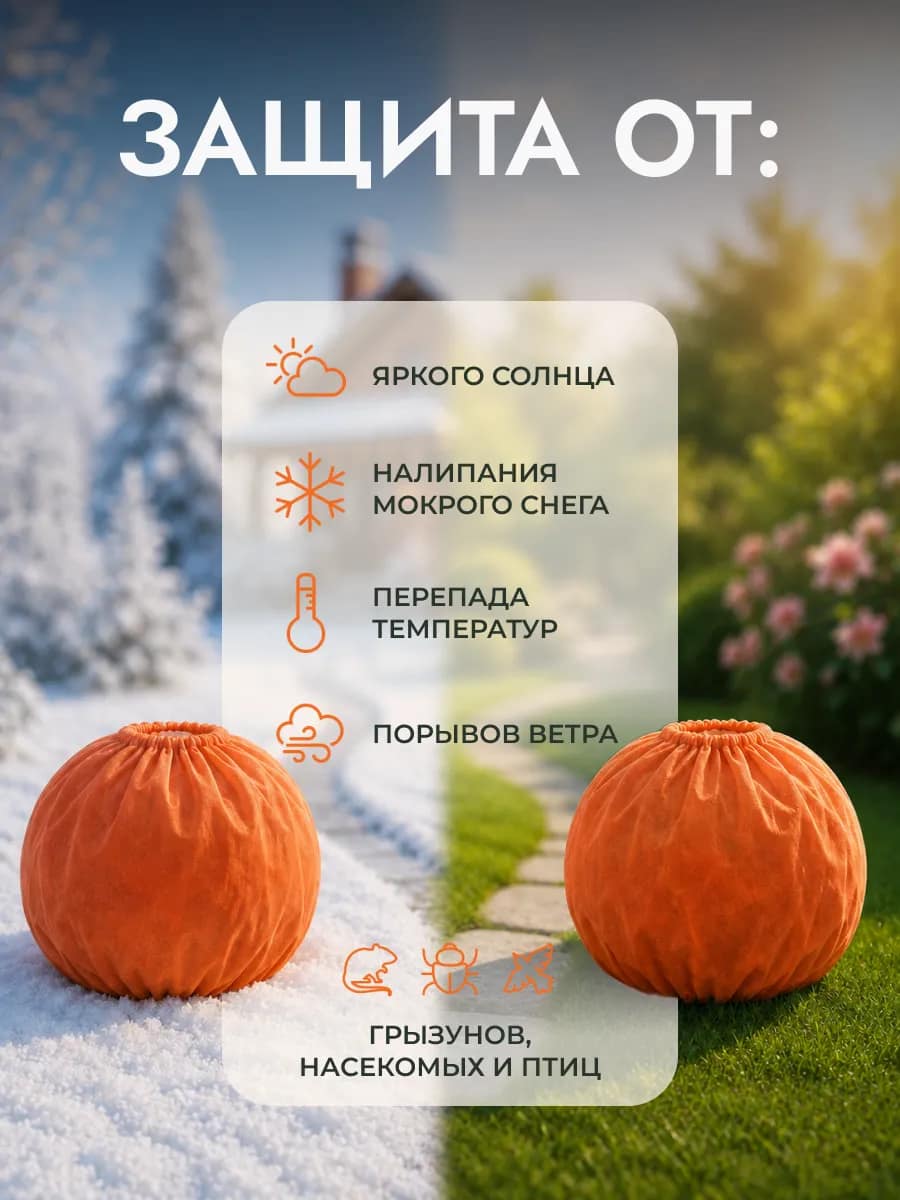 ЗАЩИТА ОТ:
ЯРКОГО СОЛНЦА
НАЛИПАНИЯ
МОКРОГО СНЕГА
ПЕРЕПАДА
ТЕМПЕРАТУР
ПОРЫВОВ ВЕТРА
ГРЫЗУНОВ,
НАСЕКОМЫХ И ПТИЦ